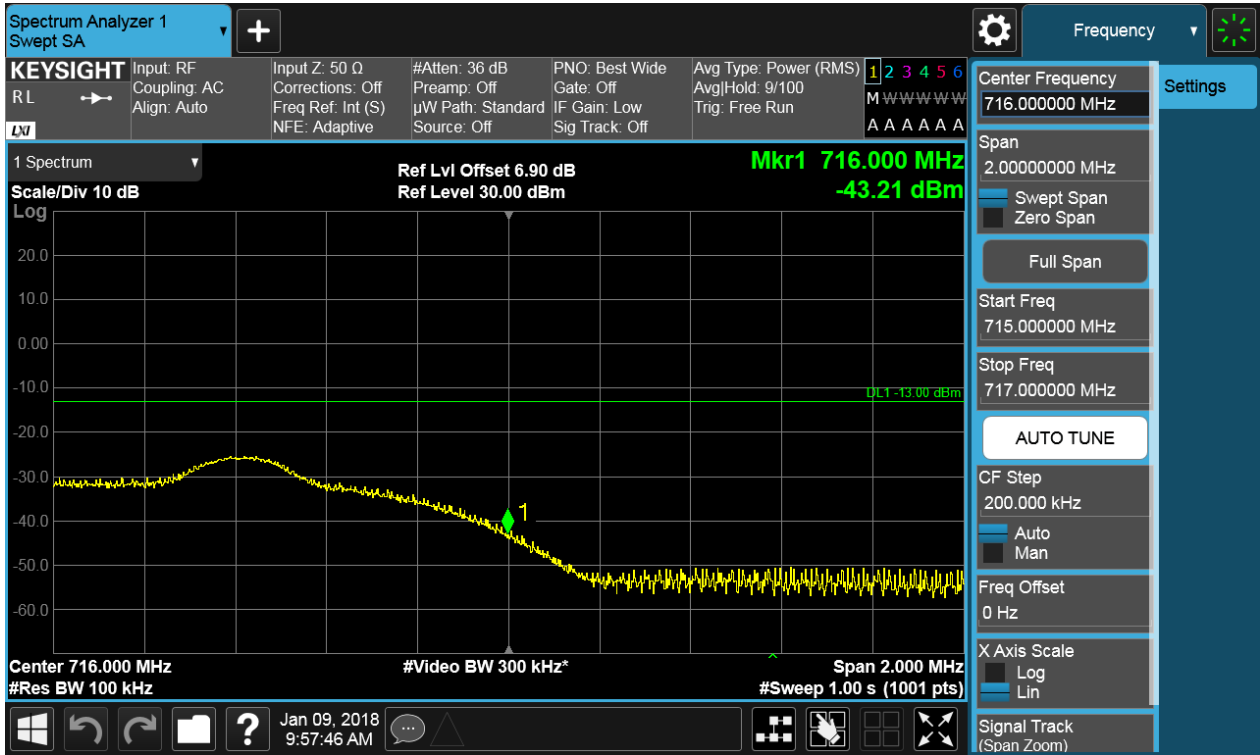 Spectrum Analyzer 1
Swept SA
Frequency
KEYSIGHT
R L
LXI
Input: RF
Coupling: AC
Align: Auto
Input Z: 50 Ω
Corrections: Off
Freq Ref: Int (S)
NFE: Adaptive
#Atten: 36 dB
Preamp: Off
µW Path: Standard
Source: Off
PNO: Best Wide
Gate: Off
IF Gain: Low
Sig Track: Off
Avg Type: Power (RMS)
Avg|Hold: 9/100
Trig: Free Run
1 2 3 4 5 6
M W W W W W
A A A A A A
1 Spectrum
Scale/Div 10 dB
Log
Ref Lvl Offset 6.90 dB
Ref Level 30.00 dBm
Mkr1 716.000 MHz
-43.21 dBm
20.0
10.0
0.00
-10.0
-20.0
-30.0
-40.0
-50.0
-60.0
DL1 -13.00 dBm
1
Center 716.000 MHz
#Res BW 100 kHz
#Video BW 300 kHz*
Span 2.000 MHz
#Sweep 1.00 s (1001 pts)
Center Frequency
716.000000 MHz
Span
2.00000000 MHz
Swept Span
Zero Span
Full Span
Start Freq
715.000000 MHz
Stop Freq
717.000000 MHz
AUTO TUNE
CF Step
200.000 kHz
Auto
Man
Freq Offset
0 Hz
X Axis Scale
Log
Lin
Signal Track
(Span Zoom)
Settings
?
Jan 09, 2018
9:57:46 AM